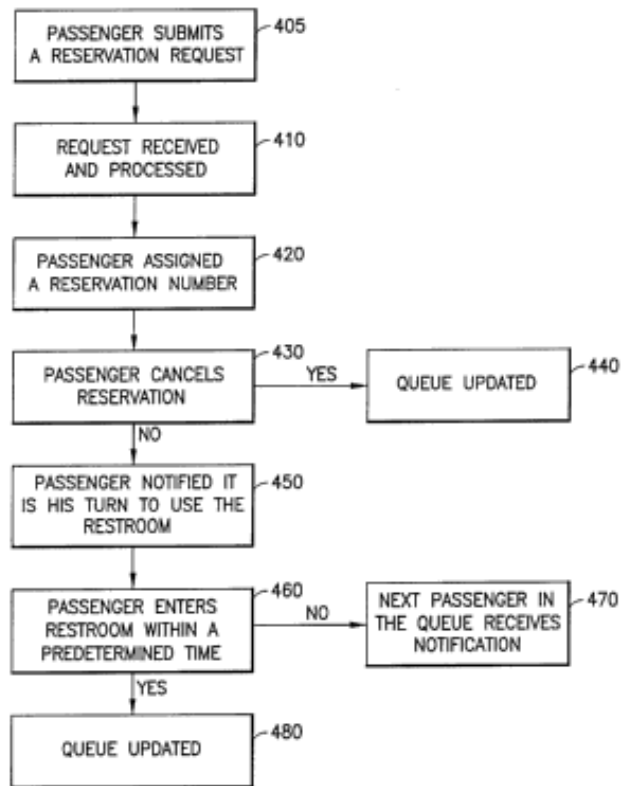 PASSENGER SUBMITS
A RESERVATION REQUEST
405
REQUEST RECEIVED
AND PROCESSED
410
PASSENGER ASSIGNED
A RESERVATION NUMBER
420
PASSENGER CANCELS
RESERVATION
430
YES
QUEUE UPDATED
440
NO
PASSENGER NOTIFIED IT
IS HIS TURN TO USE THE
RESTROOM
450
PASSENGER ENTERS
RESTROOM WITHIN A
PREDETERMINED TIME
460
NO
NEXT PASSENGER IN
THE QUEUE RECEIVES
NOTIFICATION
470
YES
QUEUE UPDATED
480